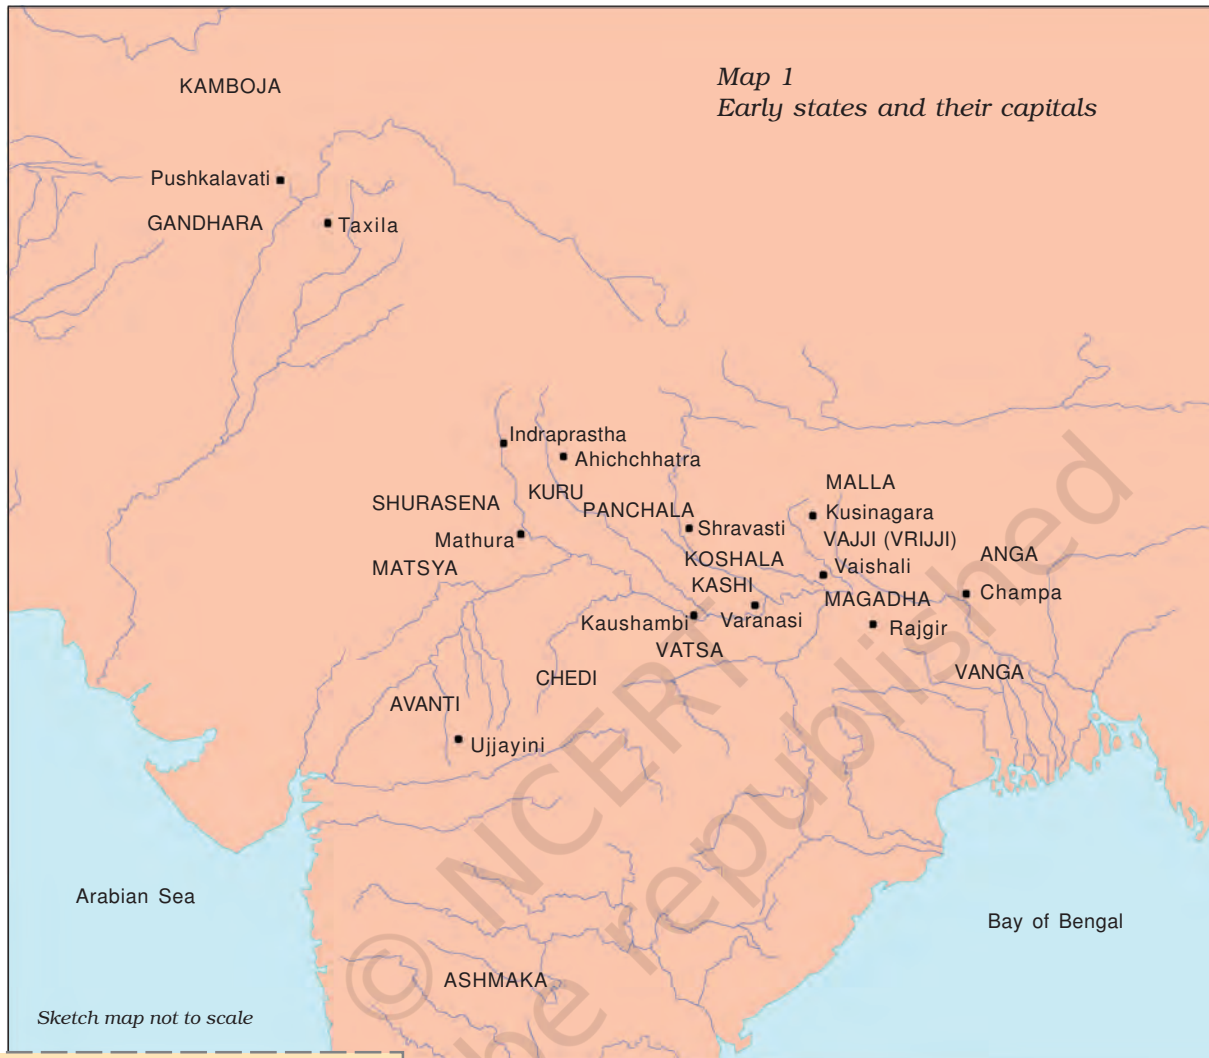 Map 1
Early states and their capitals
KAMBOJA
Pushkalavati
GANDHARA
Taxila
Indraprastha
Ahichchhatra
KURU
SHURASENA
PANCHALA
MALLA
Kusinagara
Shravasti
Mathura
VAJJI (VRIJJI)
MATSYA
KOSHALA
Vaishali
ANGA
KASHI
MAGADHA
Champa
Kaushambi
Varanasi
Rajgir
VATSA
CHEDI
VANGA
AVANTI
Ujjayini
Arabian Sea
Bay of Bengal
ASHMAKA
Sketch map not to scale
© NCERT
be republished